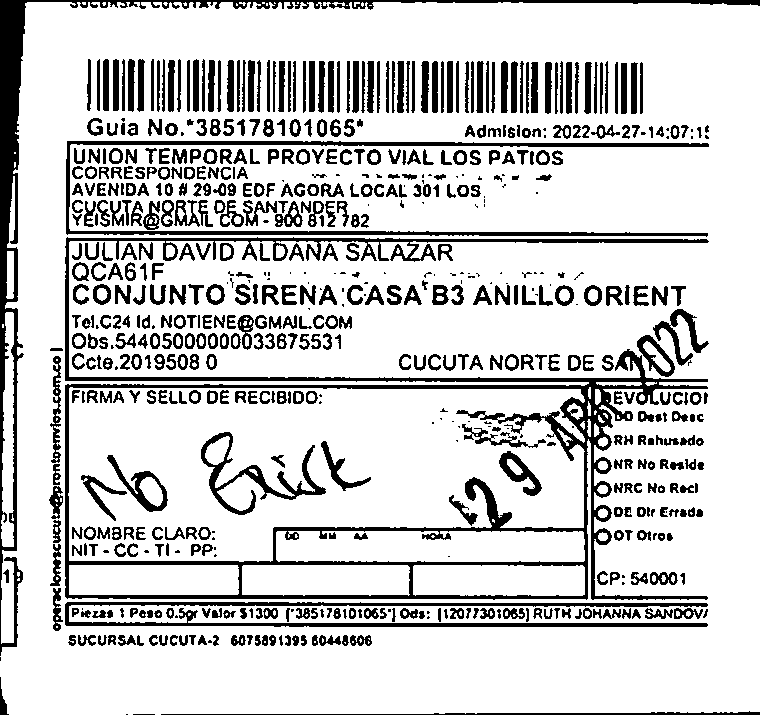 SUCURSAL CUCUTA-2 6075891395 60448606
Guia No.*385178101065*
Admision: 2022-04-27-14:07:15
UNION TEMPORAL PROYECTO VIAL LOS PATIOS
CORRESPONDENCIA
AVENIDA 10 # 29-09 EDF AGORA LOCAL 301 LOS
CUCUTA NORTE DE SANTANDER
YEISMIR@GMAIL COM - 900 812 782
JULIAN DAVID ALDANA SALAZAR
QCA61F
CONJUNTO SIRENA CASA B3 ANILLO ORIENT
Tel.C24 Id. NOTIENE@GMAIL.COM
Obs.54405000000033675531
Ccte.2019508 0
CUCUTA NORTE DE SANT
29 ABR 2022
FIRMA Y SELLO DE RECIBIDO:
No Exist
DEVOLUCION
DD Dest Desc
RH Rehusado
NR No Reside
NRC No Recl
DE Dir Errada
OT Otros
NOMBRE CLARO:
NIT - CC - TI - PP:
DD MM AA HORA
CP: 540001
operacionescucuta@prontoenvios.com.co
Piezas 1 Peso 0.5gr Valor $1300 [*385178101065*] Ods: [12077301065] RUTH JOHANNA SANDOVA
SUCURSAL CUCUTA-2 6075891395 60448606